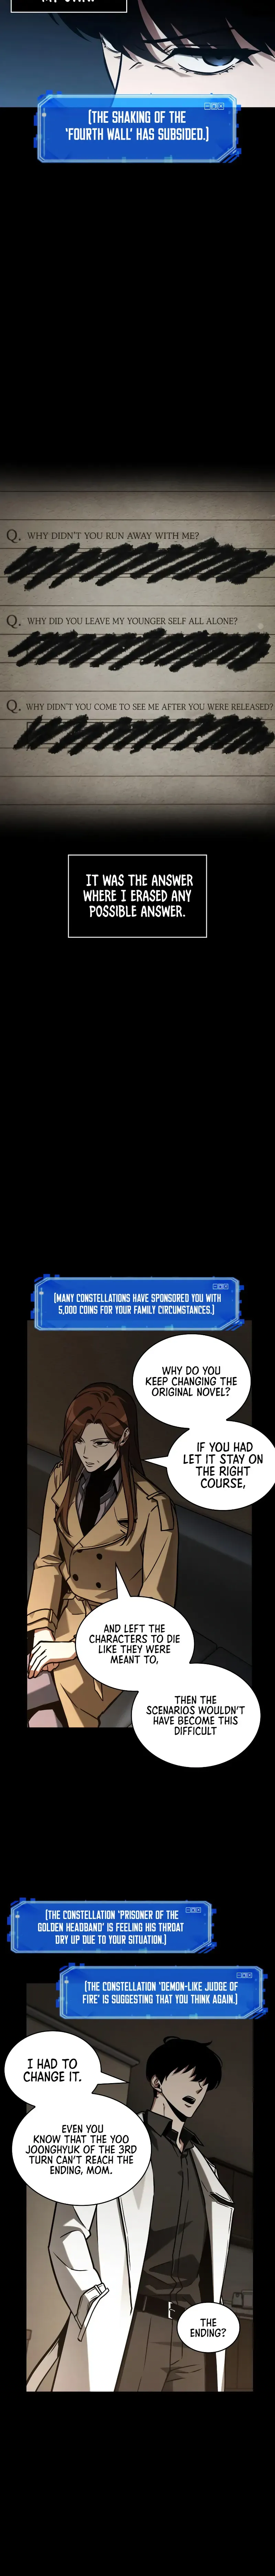 [THE SHAKING OF THE
'FOURTH WALL' HAS SUBSIDED.]
Q. WHY DIDN'T YOU RUN AWAY WITH ME?
Q. WHY DID YOU LEAVE MY YOUNGER SELF ALL ALONE?
Q. WHY DIDN'T YOU COME TO SEE ME AFTER YOU WERE RELEASED?
IT WAS THE ANSWER
WHERE I ERASED ANY
POSSIBLE ANSWER.
[MANY CONSTELLATIONS HAVE SPONSORED YOU WITH
5,000 COINS FOR YOUR FAMILY CIRCUMSTANCES.]
WHY DO YOU
KEEP CHANGING THE
ORIGINAL NOVEL?
IF YOU HAD
LET IT STAY ON
THE RIGHT
COURSE,
AND LEFT THE
CHARACTERS TO DIE
LIKE THEY WERE
MEANT TO,
THEN THE
SCENARIOS WOULDN'T
HAVE BECOME THIS
DIFFICULT
[THE CONSTELLATION 'PRISONER OF THE
GOLDEN HEADBAND' IS FEELING HIS THROAT
DRY UP DUE TO YOUR SITUATION.]
[THE CONSTELLATION 'DEMON-LIKE JUDGE OF
FIRE' IS SUGGESTING THAT YOU THINK AGAIN.]
I HAD TO
CHANGE IT.
EVEN YOU
KNOW THAT THE YOO
JOONGHYUK OF THE 3RD
TURN CAN'T REACH THE
ENDING, MOM.
THE
ENDING?